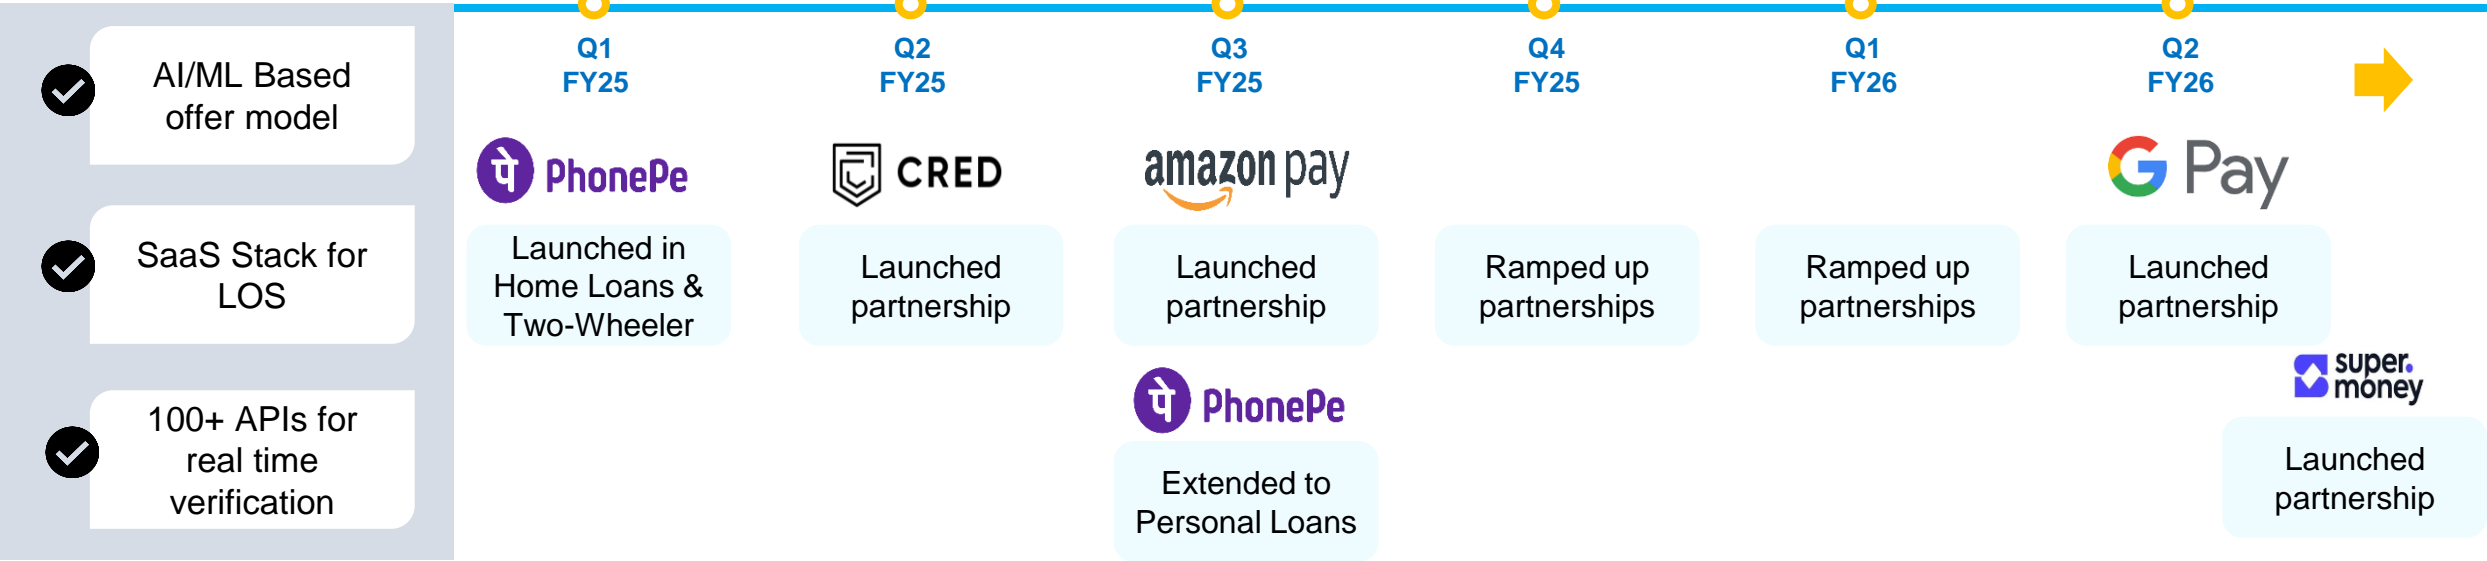 AI/ML Based
offer model
SaaS Stack for
LOS
100+ APIs for
real time
verification
Q1
FY25
Q2
FY25
Q3
FY25
Q4
FY25
Q1
FY26
Q2
FY26
पे PhonePe
CRED
amazon pay
G Pay
Launched in
Home Loans &
Two-Wheeler
Launched
partnership
Launched
partnership
Ramped up
partnerships
Ramped up
partnerships
Launched
partnership
पे PhonePe
Extended to
Personal Loans
super.
money
Launched
partnership